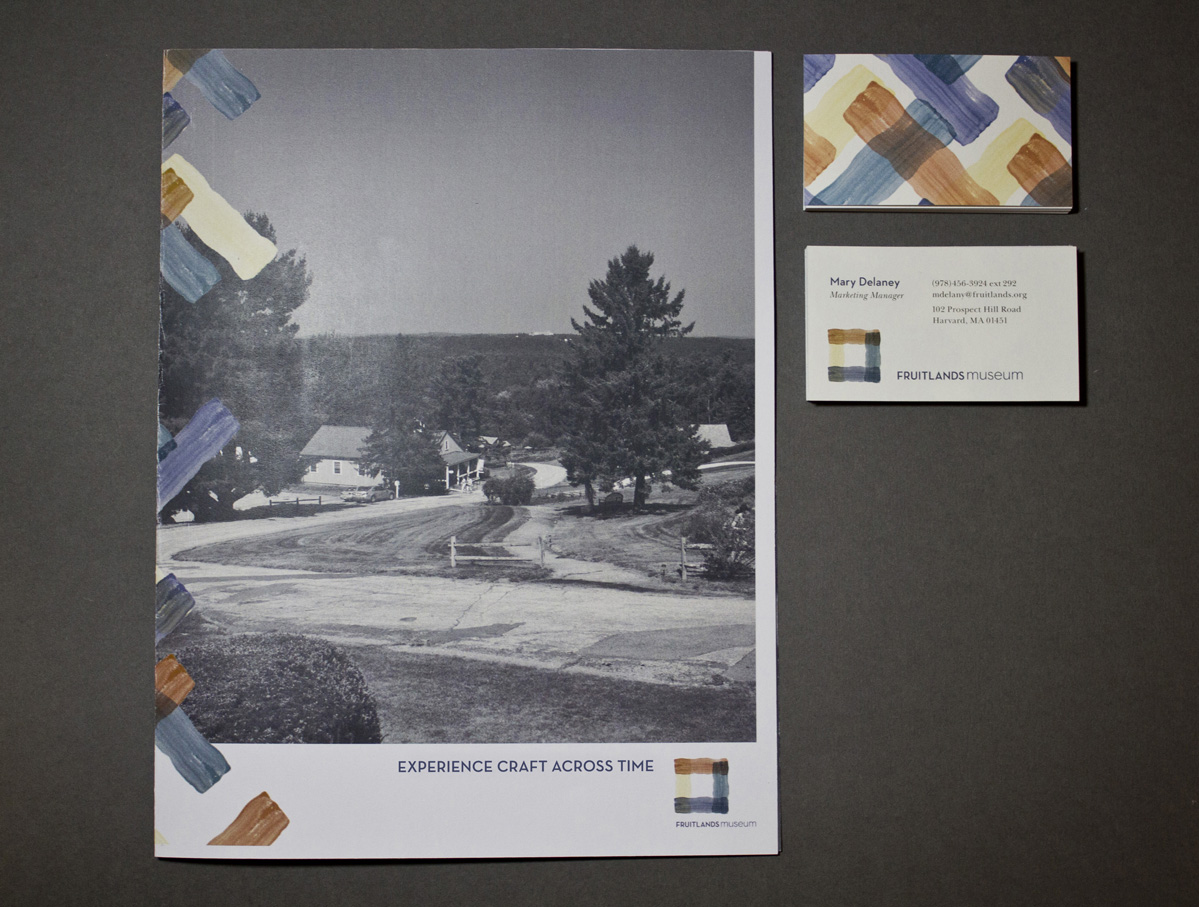 EXPERIENCE CRAFT ACROSS TIME
FRUITLANDS museum
Mary Delaney
Marketing Manager
(978)456-3924 ext 292
mdelany@fruitlands.org
102 Prospect Hill Road
Harvard, MA 01451
FRUITLANDS museum